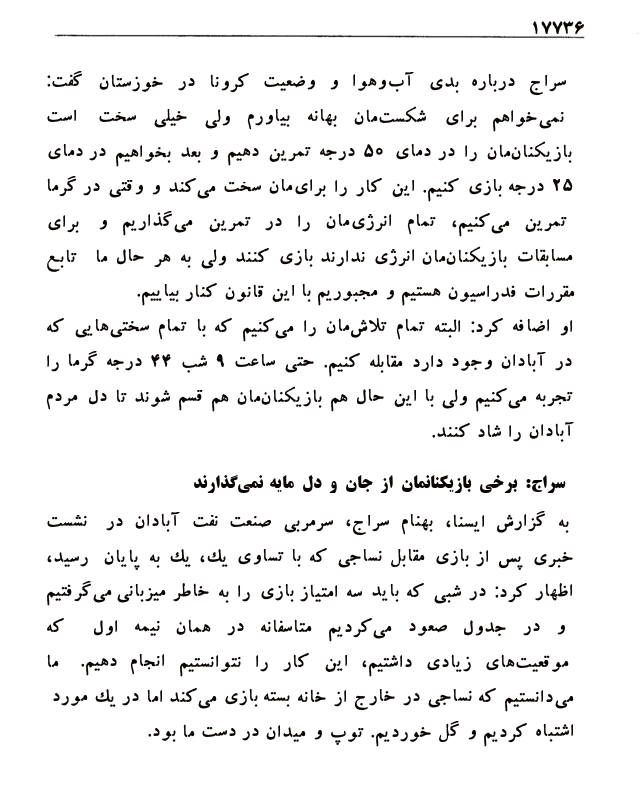 ۱۷۷۳۶
سراج درباره بدی آب‌وهوا و وضعیت کرونا در خوزستان گفت:
نمی‌خواهم برای شکست‌مان بهانه بیاورم ولی خیلی سخت است
بازیکنان‌مان را در دمای ۵۰ درجه تمرین دهیم و بعد بخواهیم در دمای
۲۵ درجه بازی کنیم. این کار را برای‌مان سخت می‌کند و وقتی در گرما
تمرین می‌کنیم، تمام انرژی‌مان را در تمرین می‌گذاریم و برای
مسابقات بازیکنان‌مان انرژی ندارند بازی کنند ولی به هر حال ما تابع
مقررات فدراسیون هستیم و مجبوریم با این قانون کنار بیاییم.
او اضافه کرد: البته تمام تلاش‌مان را می‌کنیم که با تمام سختی‌هایی که
در آبادان وجود دارد مقابله کنیم. حتی ساعت ۹ شب ۴۴ درجه گرما را
تجربه می‌کنیم ولی با این حال هم بازیکنان‌مان هم قسم شوند تا دل مردم
آبادان را شاد کنند.
سراج: برخی بازیکنانمان از جان و دل مایه نمی‌گذارند
به گزارش ایسنا، بهنام سراج، سرمربی صنعت نفت آبادان در نشست
خبری پس از بازی مقابل نساجی که با تساوی یك، یك به پایان رسید،
اظهار کرد: در شبی که باید سه امتیاز بازی را به خاطر میزبانی می‌گرفتیم
و در جدول صعود می‌کردیم متاسفانه در همان نیمه اول که
موقعیت‌های زیادی داشتیم، این کار را نتوانستیم انجام دهیم. ما
می‌دانستیم که نساجی در خارج از خانه بسته بازی می‌کند اما در یك مورد
اشتباه کردیم و گل خوردیم. توپ و میدان در دست ما بود.